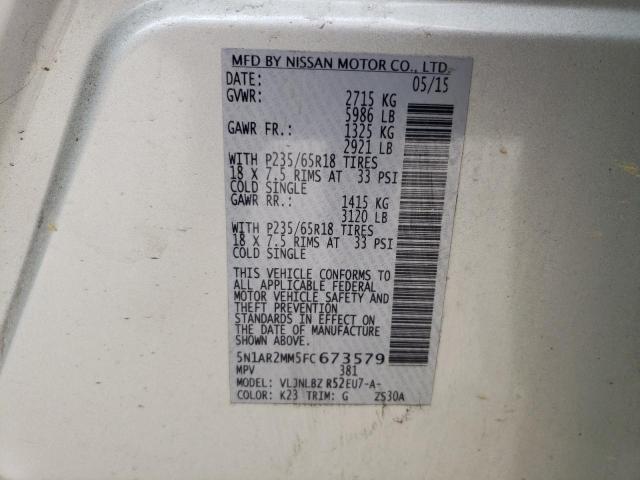 MFD BY NISSAN MOTOR CO., LTD.
DATE: 05/15
GVWR: 2715 KG
5986 LB
GAWR FR.: 1325 KG
2921 LB
WITH P235/65R18 TIRES
18 X 7.5 RIMS AT 33 PSI
COLD SINGLE
GAWR RR.: 1415 KG
3120 LB
WITH P235/65R18 TIRES
18 X 7.5 RIMS AT 33 PSI
COLD SINGLE
THIS VEHICLE CONFORMS TO
ALL APPLICABLE FEDERAL
MOTOR VEHICLE SAFETY AND
THEFT PREVENTION
STANDARDS IN EFFECT ON
THE DATE OF MANUFACTURE
SHOWN ABOVE.
5N1AR2MM5FC673579
MPV 381
MODEL: VLJNLBZ R52EU7-A-
COLOR: K23 TRIM: G ZS30A